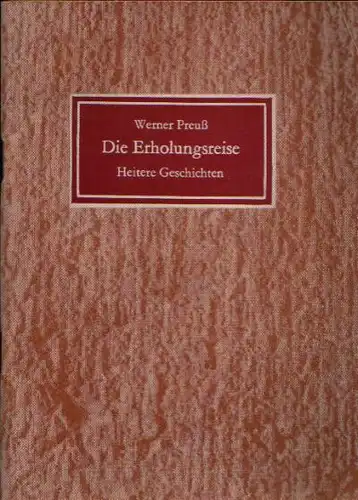 Werner Preuß
Die Erholungsreise
Heitere Geschichten